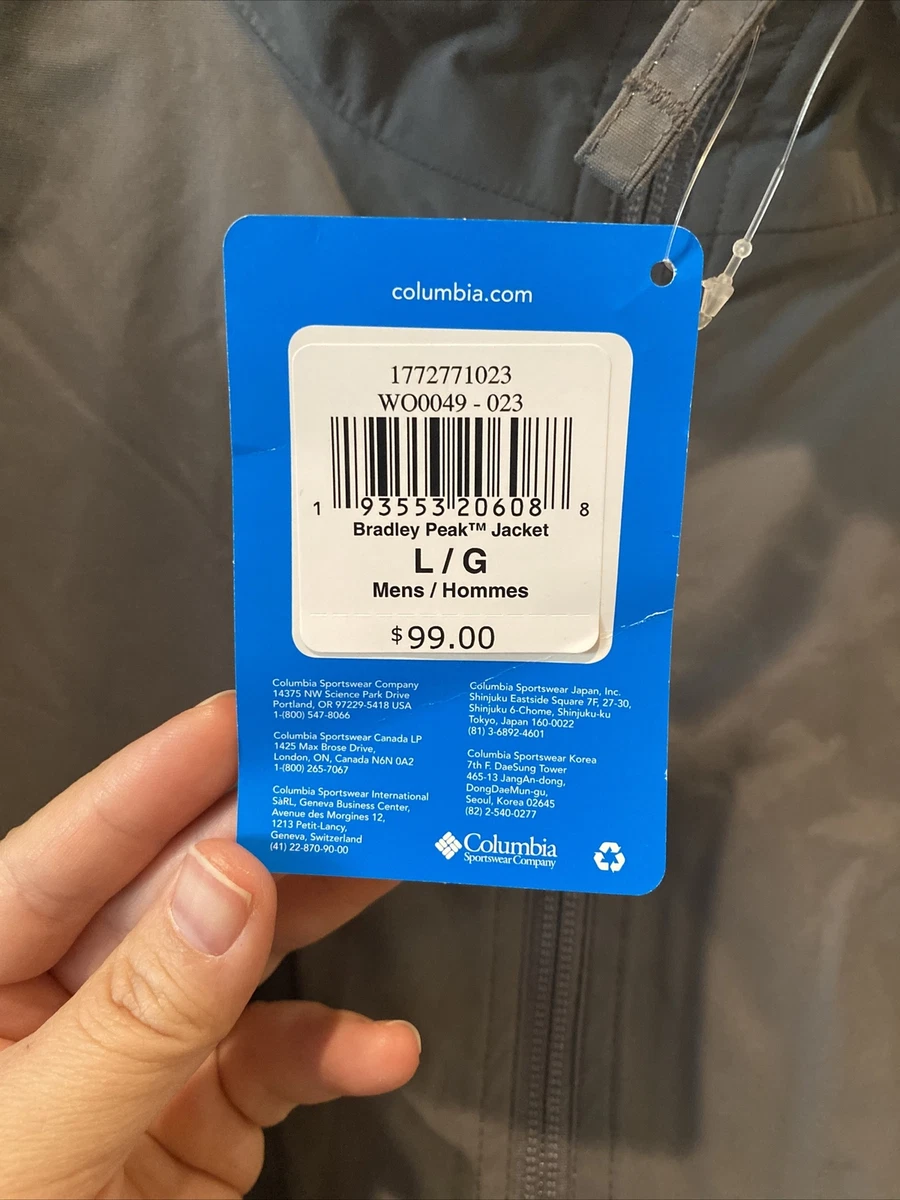 columbia.com
1772771023
WO0049 - 023
1 93553 20608 8
Bradley Peak™ Jacket
L / G
Mens / Hommes
$99.00
Columbia Sportswear Company
14375 NW Science Park Drive
Portland, OR 97229-5418 USA
1-(800) 547-8066
Columbia Sportswear Canada LP
1425 Max Brose Drive,
London, ON, Canada N6N 0A2
1-(800) 265-7067
Columbia Sportswear International
SàRL, Geneva Business Center,
Avenue des Morgines 12,
1213 Petit-Lancy,
Geneva, Switzerland
(41) 22-870-90-00
Columbia Sportswear Japan, Inc.
Shinjuku Eastside Square 7F, 27-30,
Shinjuku 6-Chome, Shinjuku-ku
Tokyo, Japan 160-0022
(81) 3-6892-4601
Columbia Sportswear Korea
7th F. DaeSung Tower
465-13 JangAn-dong,
DongDaeMun-gu,
Seoul, Korea 02645
(82) 2-540-0277
Columbia
Sportswear Company